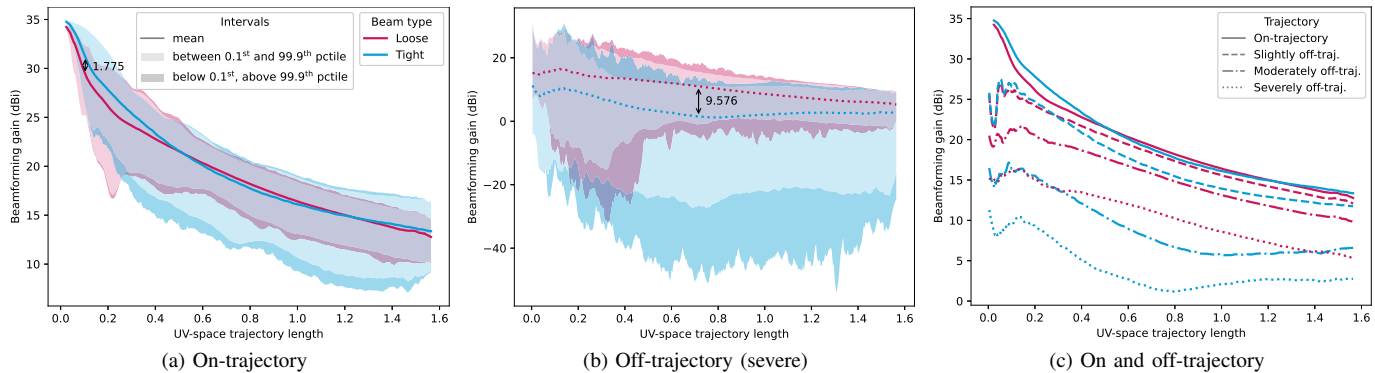 35
30
25
20
15
10
0.0 0.2 0.4 0.6 0.8 1.0 1.2 1.4 1.6
Beamforming gain (dBi)
UV-space trajectory length
Intervals
mean
between 0.1st and 99.9th pctile
below 0.1st, above 99.9th pctile
Beam type
Loose
Tight
1.775
(a) On-trajectory
20
0
−20
−40
0.0 0.2 0.4 0.6 0.8 1.0 1.2 1.4 1.6
Beamforming gain (dBi)
UV-space trajectory length
9.576
(b) Off-trajectory (severe)
35
30
25
20
15
10
5
0
0.0 0.2 0.4 0.6 0.8 1.0 1.2 1.4 1.6
Beamforming gain (dBi)
UV-space trajectory length
Trajectory
On-trajectory
Slightly off-traj.
Moderately off-traj.
Severely off-traj.
(c) On and off-trajectory